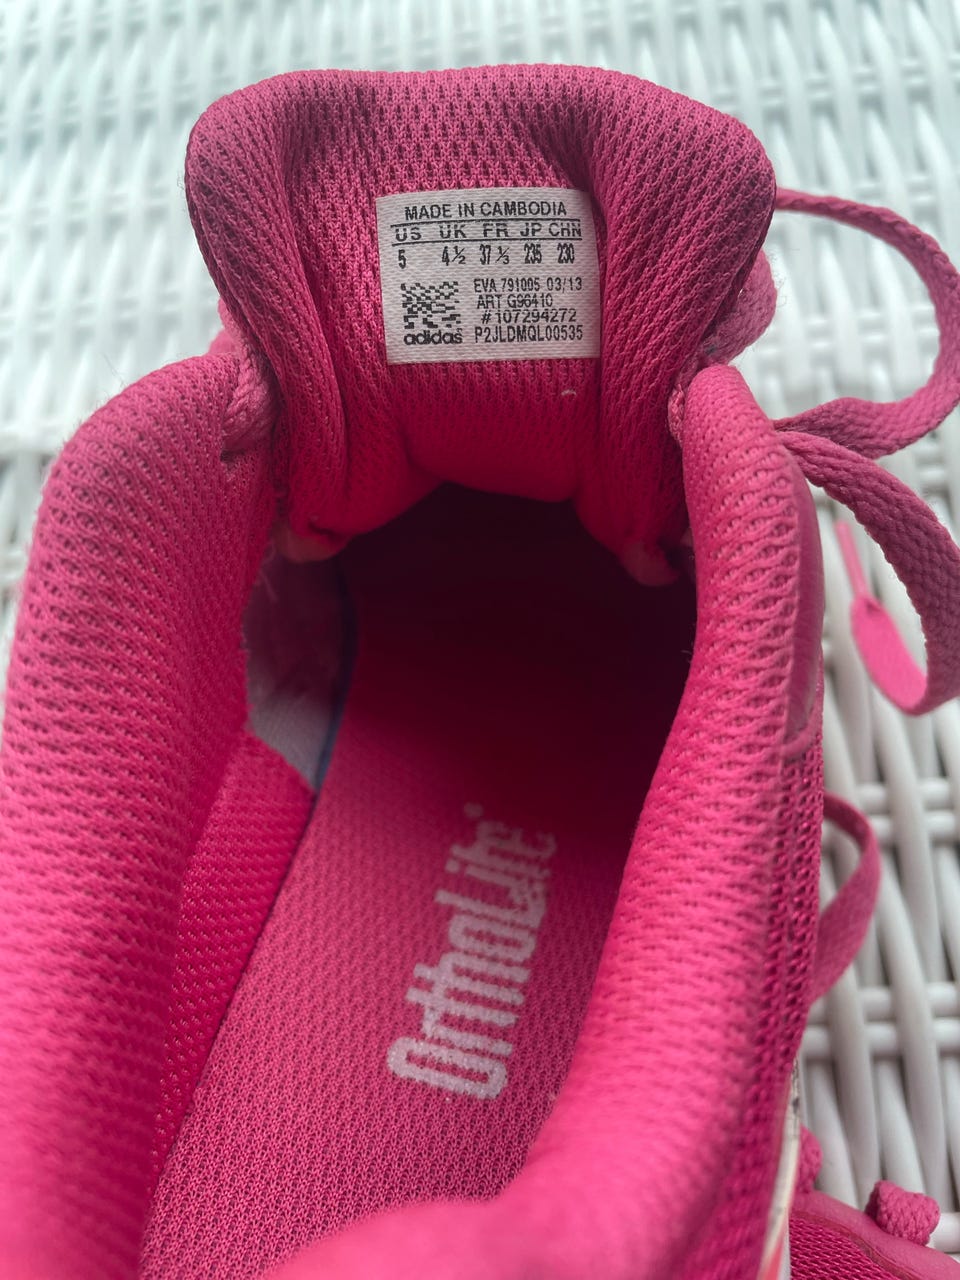 MADE IN CAMBODIA
US UK FR JP CHN
5 4½ 37⅓ 235 230
EVA 791005 03/13
ART G96410
#107294272
adidas P2JLDMQL00535
OrthoLite